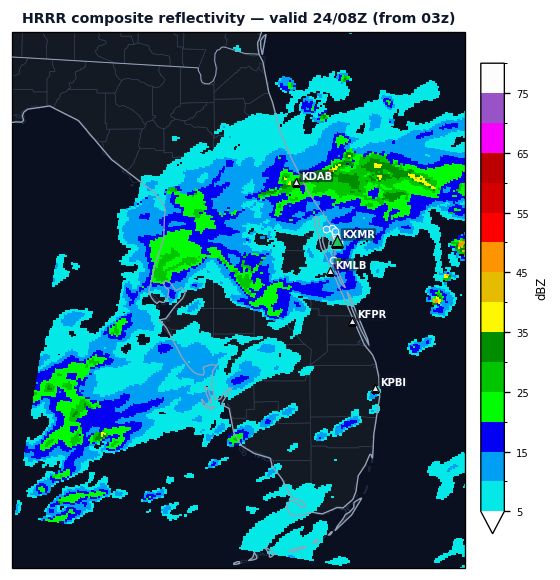 HRRR composite reflectivity — valid 24/08Z (from 03z)
75
65
55
45
35
25
15
5
dBZ
KDAB
KXMR
KMLB
KFPR
KPBI